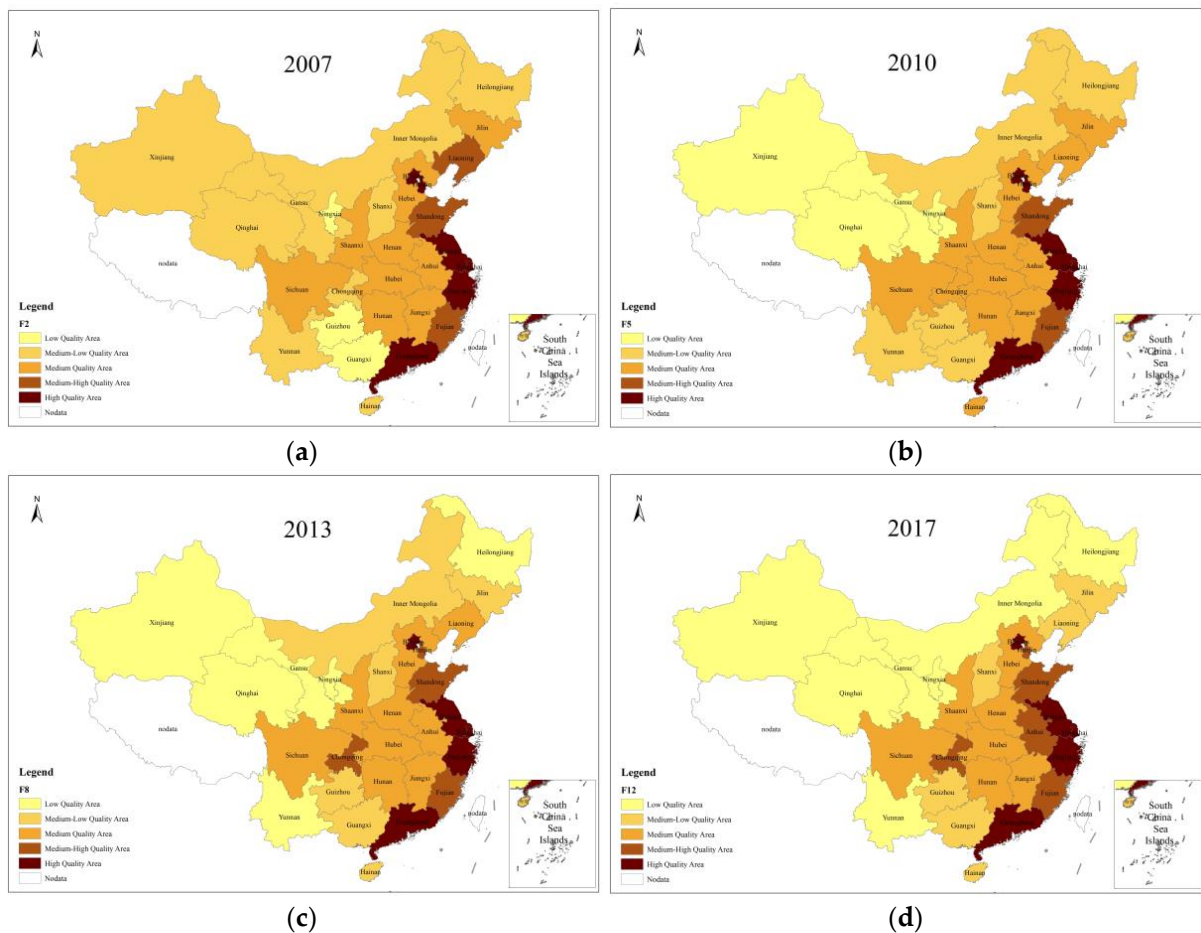 N
2007
Heilongjiang
Jilin
Inner Mongolia
Liaoning
Xinjiang
Gansu
Hebei
Ningxia
Shanxi
Shandong
Qinghai
Shaanxi
Henan
nodata
Anhui
Sichuan
Hubei
Chongqing
Hunan
Jiangxi
Guizhou
Fujian
Yunnan
Guangxi
nodata
Hainan
Legend
F2
Low Quality Area
Medium-Low Quality Area
Medium Quality Area
Medium-High Quality Area
High Quality Area
Nodata
South
China
Sea
Islands
(a)
N
2010
Heilongjiang
Jilin
Inner Mongolia
Liaoning
Xinjiang
Gansu
Hebei
Ningxia
Shanxi
Shandong
Qinghai
Shaanxi
Henan
nodata
Anhui
Sichuan
Hubei
Chongqing
Hunan
Jiangxi
Guizhou
Fujian
Yunnan
Guangxi
nodata
Hainan
Legend
F5
Low Quality Area
Medium-Low Quality Area
Medium Quality Area
Medium-High Quality Area
High Quality Area
Nodata
South
China
Sea
Islands
(b)
N
2013
Heilongjiang
Jilin
Inner Mongolia
Liaoning
Xinjiang
Gansu
Hebei
Ningxia
Shanxi
Shandong
Qinghai
Shaanxi
Henan
nodata
Anhui
Sichuan
Hubei
Chongqing
Hunan
Jiangxi
Guizhou
Fujian
Yunnan
Guangxi
nodata
Hainan
Legend
F8
Low Quality Area
Medium-Low Quality Area
Medium Quality Area
Medium-High Quality Area
High Quality Area
Nodata
South
China
Sea
Islands
(c)
N
2017
Heilongjiang
Jilin
Inner Mongolia
Liaoning
Xinjiang
Gansu
Hebei
Ningxia
Shanxi
Shandong
Qinghai
Shaanxi
Henan
nodata
Anhui
Sichuan
Hubei
Chongqing
Hunan
Jiangxi
Guizhou
Fujian
Yunnan
Guangxi
nodata
Hainan
Legend
F12
Low Quality Area
Medium-Low Quality Area
Medium Quality Area
Medium-High Quality Area
High Quality Area
Nodata
South
China
Sea
Islands
(d)